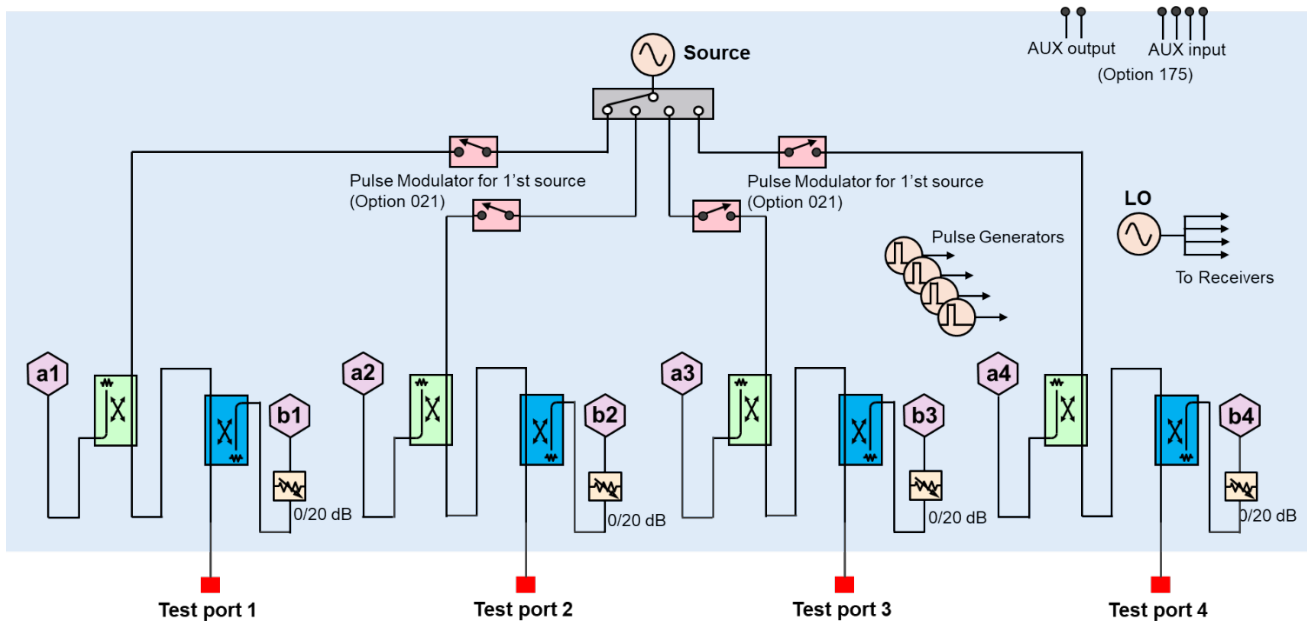 Source
AUX output
AUX input
(Option 175)
Pulse Modulator for 1'st source
(Option 021)
Pulse Modulator for 1'st source
(Option 021)
LO
Pulse Generators
To Receivers
a1
a2
a3
a4
b1
b2
b3
b4
0/20 dB
0/20 dB
0/20 dB
0/20 dB
Test port 1
Test port 2
Test port 3
Test port 4